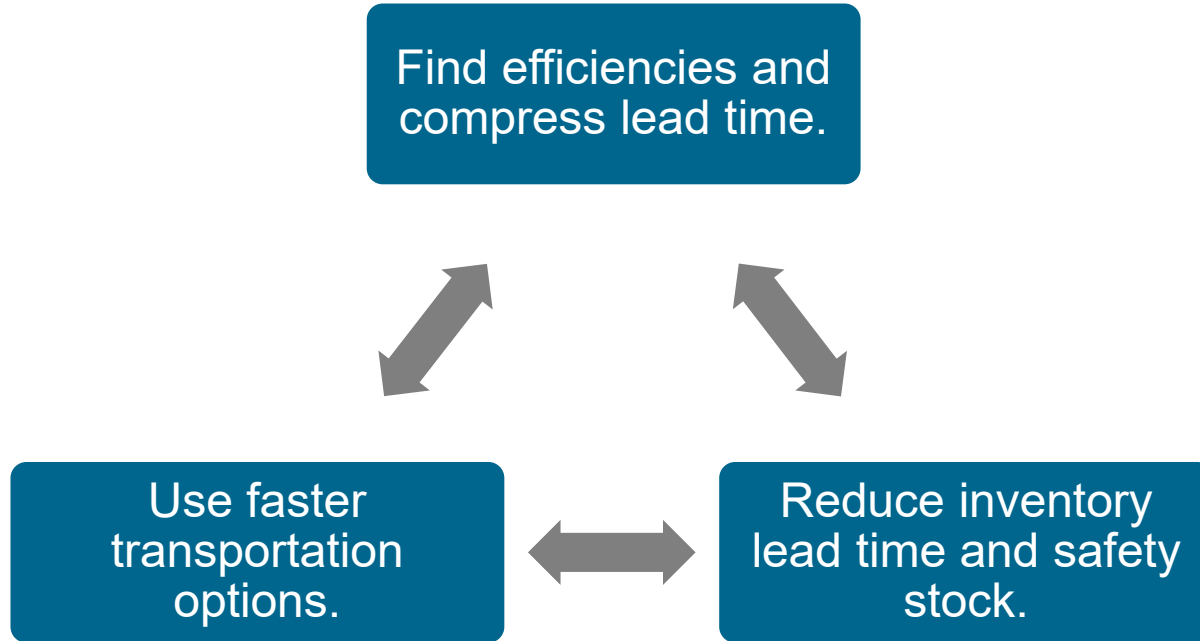 Find efficiencies and
compress lead time.
Use faster
transportation
options.
Reduce inventory
lead time and safety
stock.